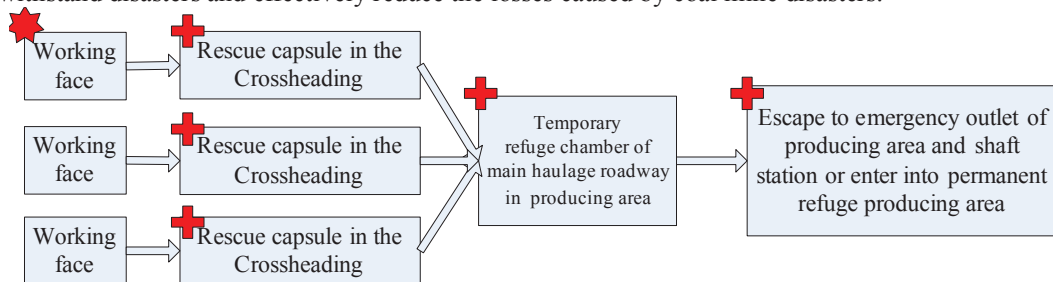 withstand disasters and effectively reduce the losses caused by coal mine disasters.
Working
face
Rescue capsule in the
Crossheading
Working
face
Rescue capsule in the
Crossheading
Working
face
Rescue capsule in the
Crossheading
Temporary
refuge chamber of
main haulage roadway
in producing area
Escape to emergency outlet of
producing area and shaft
station or enter into permanent
refuge producing area